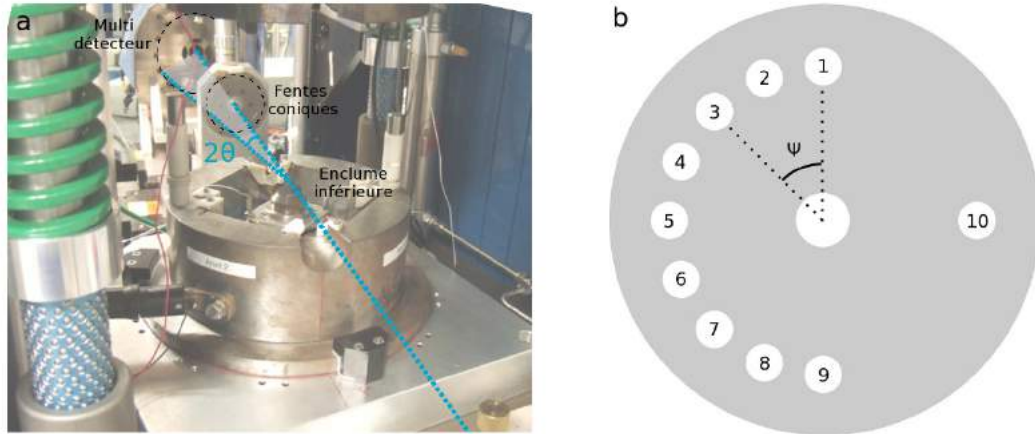 a
Multi
détecteur
Fentes
coniques
2θ
Enclume
inférieure
b
1
2
3
ψ
4
5
10
6
7
8
9